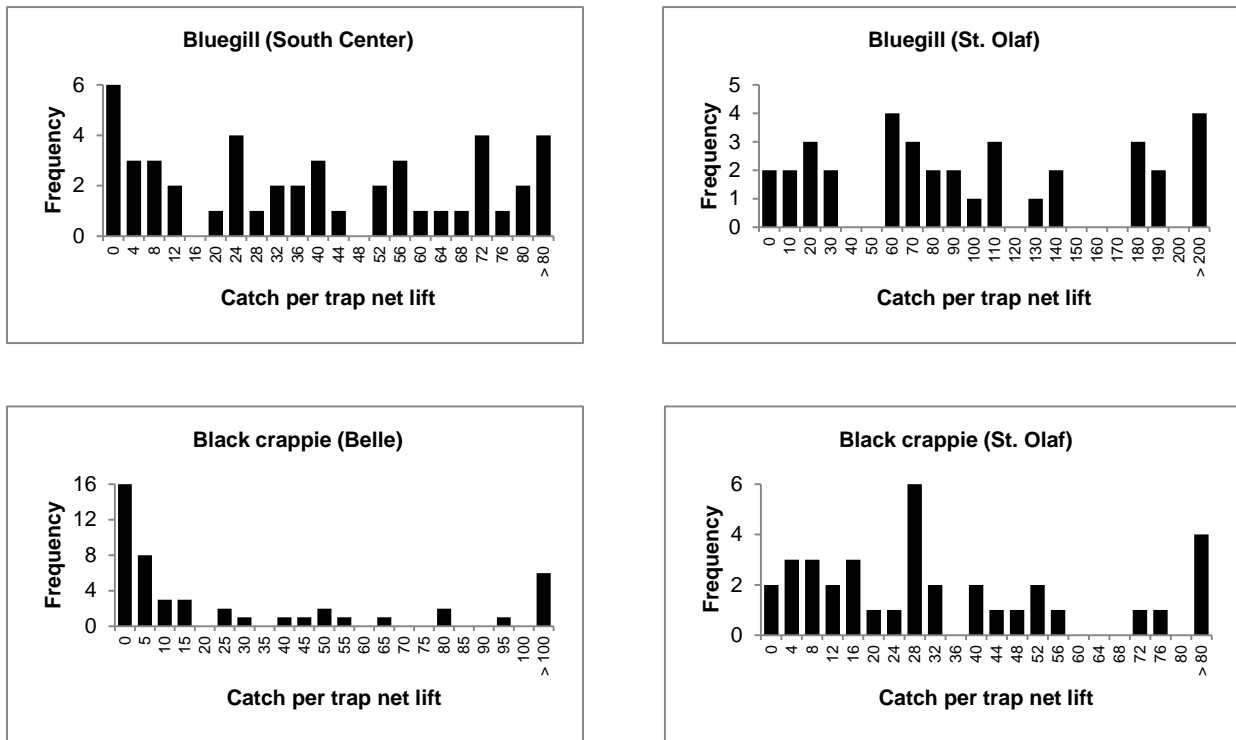 Bluegill (South Center)
6
4
2
0
Frequency
0 4 8 12 16 20 24 28 32 36 40 44 48 52 56 60 64 68 72 76 80 > 80
Catch per trap net lift
Bluegill (St. Olaf)
5
4
3
2
1
0
Frequency
0 10 20 30 40 50 60 70 80 90 100 110 120 130 140 150 160 170 180 190 200 > 200
Catch per trap net lift
Black crappie (Belle)
16
12
8
4
0
Frequency
0 5 10 15 20 25 30 35 40 45 50 55 65 70 75 80 85 90 95 100 > 100
Catch per trap net lift
Black crappie (St. Olaf)
6
4
2
0
Frequency
0 4 8 12 16 20 24 28 32 36 40 44 48 52 56 60 64 68 72 76 80 > 80
Catch per trap net lift